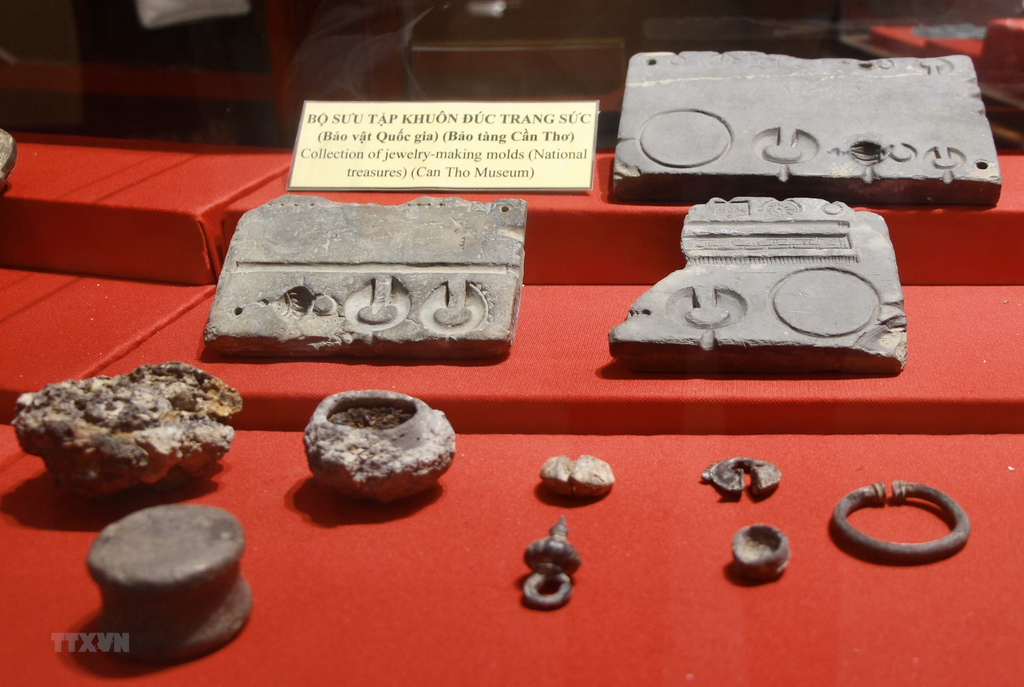 BỘ SƯU TẬP KHUÔN ĐÚC TRANG SỨC
(Bảo vật Quốc gia) (Bảo tàng Cần Thơ)
Collection of jewelry-making molds (National
treasures) (Can Tho Museum)
TTXVN